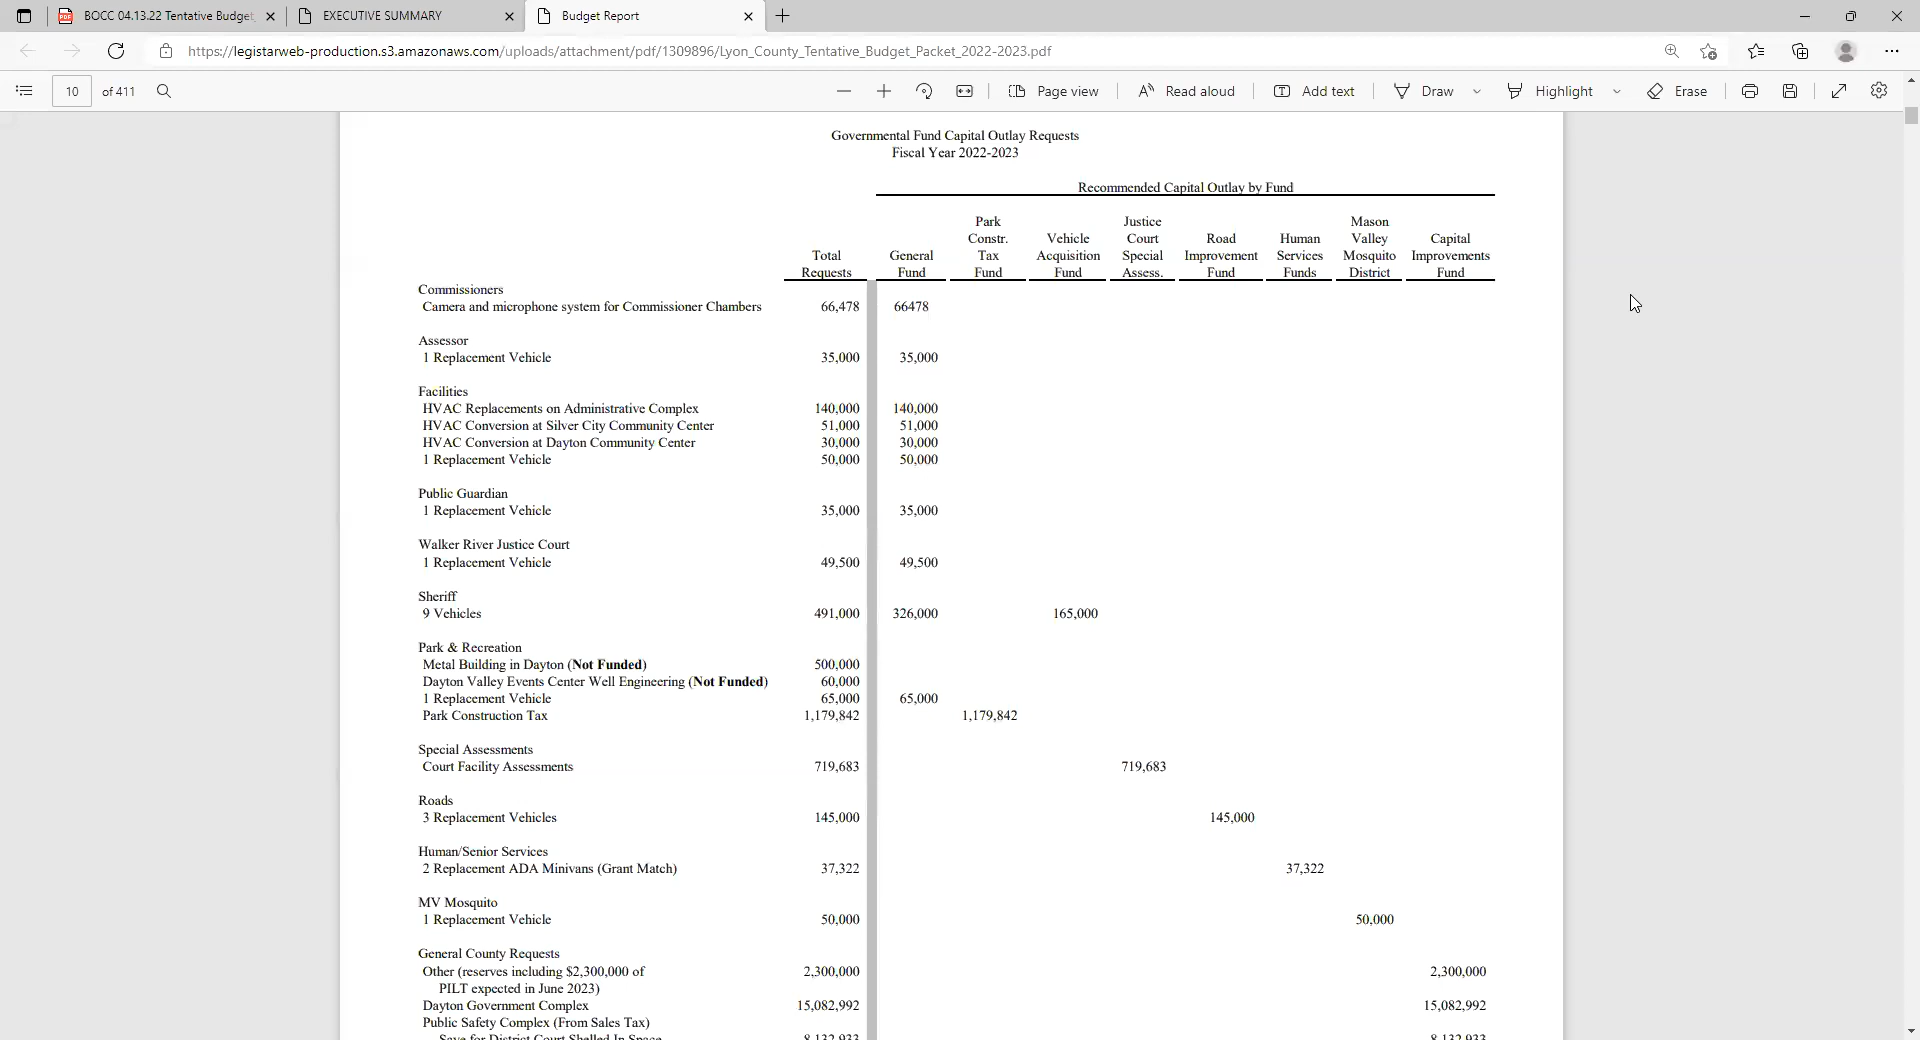 BOCC 04.13.22 Tentative Budget
EXECUTIVE SUMMARY
Budget Report
https://legistarweb-production.s3.amazonaws.com/uploads/attachment/pdf/1309896/Lyon_County_Tentative_Budget_Packet_2022-2023.pdf
10 of 411
Page view
Read aloud
Add text
Draw
Highlight
Erase
Governmental Fund Capital Outlay Requests
Fiscal Year 2022-2023
Recommended Capital Outlay by Fund
Park Justice Mason
Constr. Vehicle Court Road Human Valley Capital
Total General Tax Acquisition Special Improvement Services Mosquito Improvements
Requests Fund Fund Fund Assess. Fund Funds District Fund
Commissioners
Camera and microphone system for Commissioner Chambers 66,478 66478
Assessor
1 Replacement Vehicle 35,000 35,000
Facilities
HVAC Replacements on Administrative Complex 140,000 140,000
HVAC Conversion at Silver City Community Center 51,000 51,000
HVAC Conversion at Dayton Community Center 30,000 30,000
1 Replacement Vehicle 50,000 50,000
Public Guardian
1 Replacement Vehicle 35,000 35,000
Walker River Justice Court
1 Replacement Vehicle 49,500 49,500
Sheriff
9 Vehicles 491,000 326,000 165,000
Park & Recreation
Metal Building in Dayton (Not Funded) 500,000
Dayton Valley Events Center Well Engineering (Not Funded) 60,000
1 Replacement Vehicle 65,000 65,000
Park Construction Tax 1,179,842 1,179,842
Special Assessments
Court Facility Assessments 719,683 719,683
Roads
3 Replacement Vehicles 145,000 145,000
Human/Senior Services
2 Replacement ADA Minivans (Grant Match) 37,322 37,322
MV Mosquito
1 Replacement Vehicle 50,000 50,000
General County Requests
Other (reserves including $2,300,000 of 2,300,000 2,300,000
PILT expected in June 2023)
Dayton Government Complex 15,082,992 15,082,992
Public Safety Complex (From Sales Tax)
Save for District Court Shelled In Space 8,132,933 8,132,933